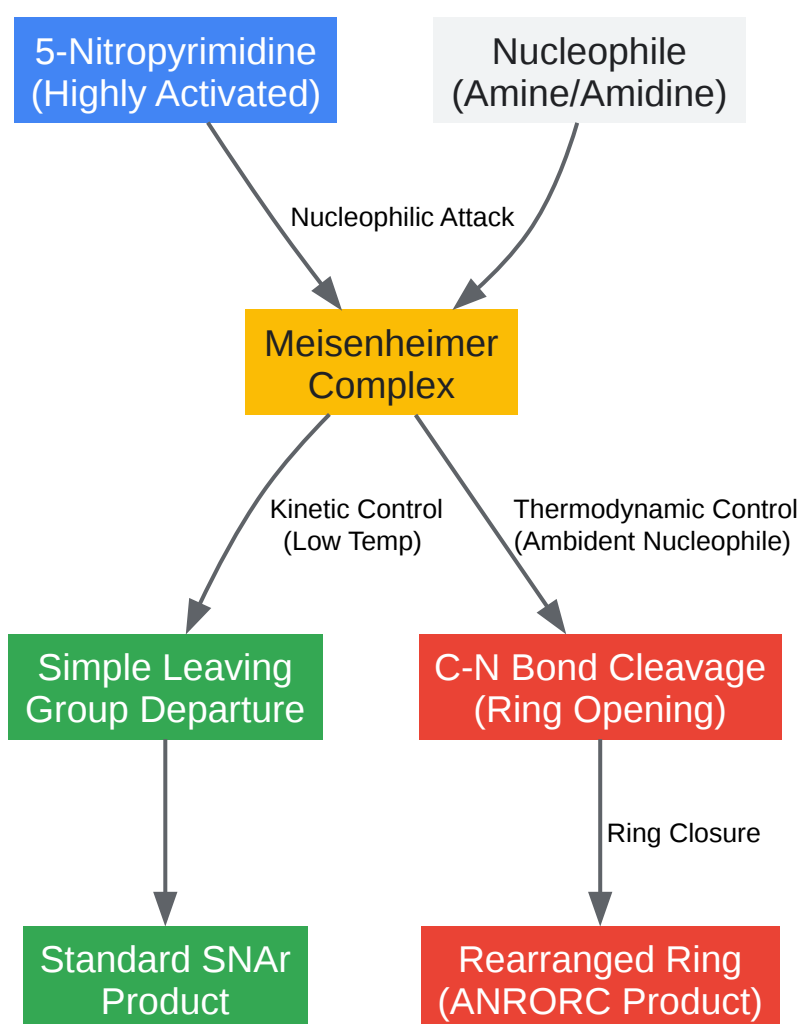 5-Nitropyrimidine
(Highly Activated)
Nucleophile
(Amine/Amidine)
Nucleophilic Attack
Meisenheimer
Complex
Kinetic Control
(Low Temp)
Thermodynamic Control
(Ambident Nucleophile)
Simple Leaving
Group Departure
C-N Bond Cleavage
(Ring Opening)
Ring Closure
Standard SNAr
Product
Rearranged Ring
(ANRORC Product)